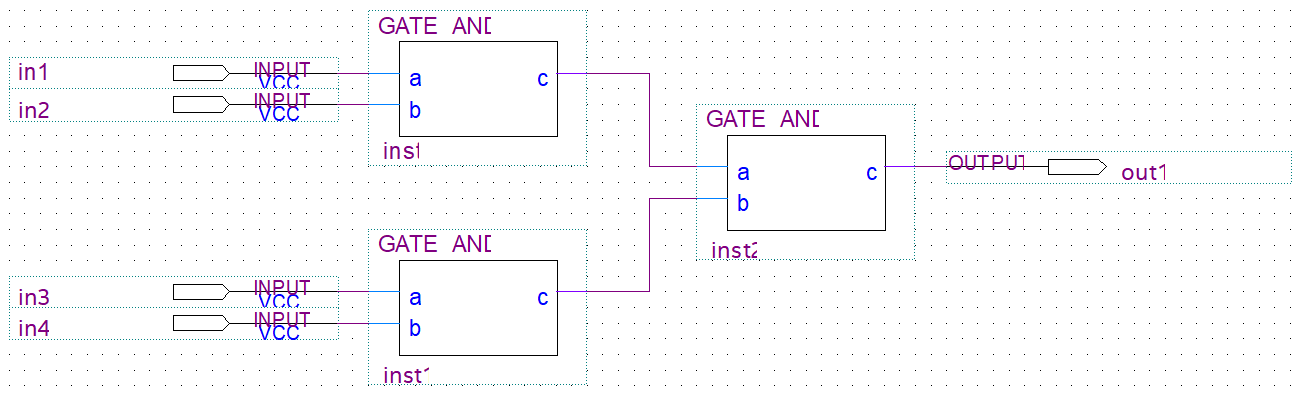 GATE AND
in1 INPUT VCC a c
in2 INPUT VCC b
inst
GATE AND
a c OUTPUT out1
b
inst2
GATE AND
in3 INPUT VCC a c
in4 INPUT VCC b
inst1